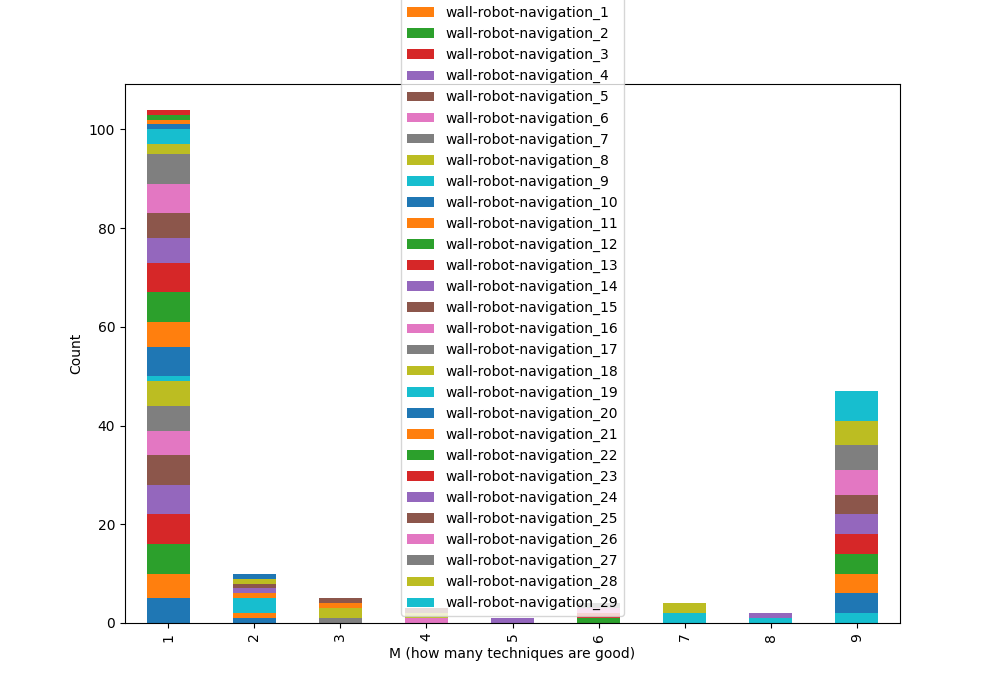 wall-robot-navigation_1
wall-robot-navigation_2
wall-robot-navigation_3
wall-robot-navigation_4
wall-robot-navigation_5
wall-robot-navigation_6
wall-robot-navigation_7
wall-robot-navigation_8
wall-robot-navigation_9
wall-robot-navigation_10
wall-robot-navigation_11
wall-robot-navigation_12
wall-robot-navigation_13
wall-robot-navigation_14
wall-robot-navigation_15
wall-robot-navigation_16
wall-robot-navigation_17
wall-robot-navigation_18
wall-robot-navigation_19
wall-robot-navigation_20
wall-robot-navigation_21
wall-robot-navigation_22
wall-robot-navigation_23
wall-robot-navigation_24
wall-robot-navigation_25
wall-robot-navigation_26
wall-robot-navigation_27
wall-robot-navigation_28
wall-robot-navigation_29
100
80
60
40
20
0
Count
1 2 3 4 5 6 7 8 9
M (how many techniques are good)